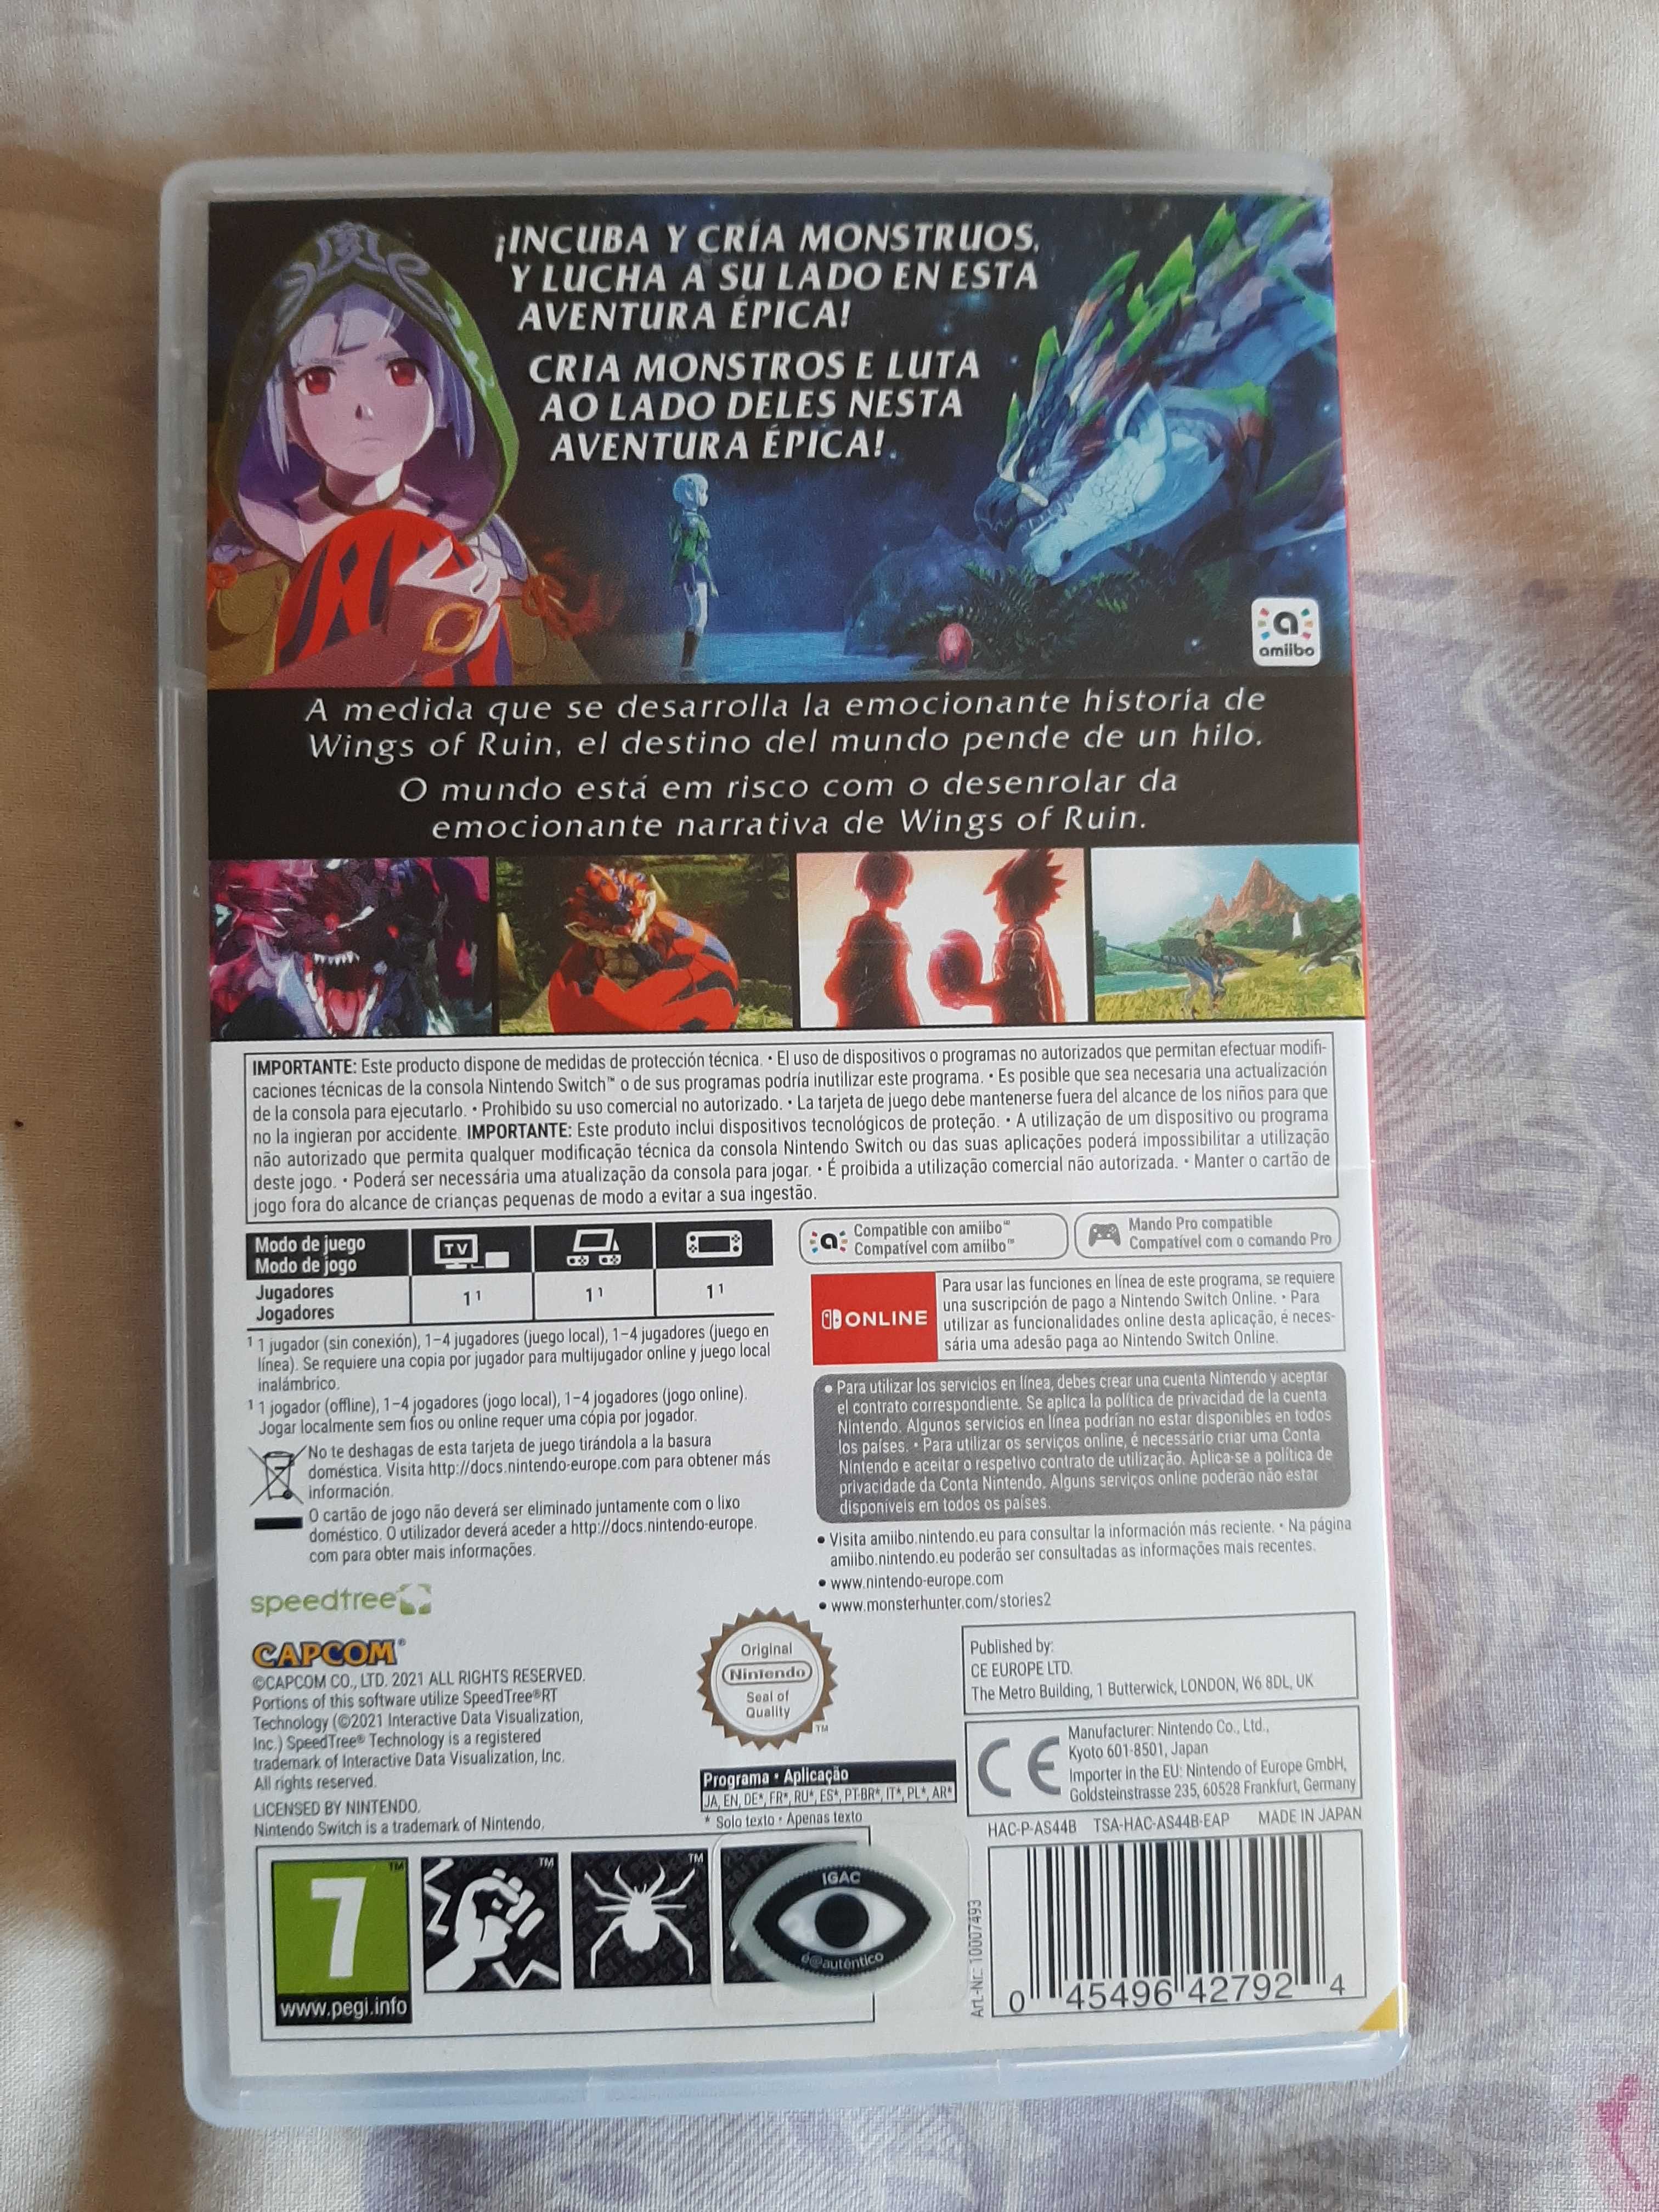 ¡INCUBA Y CRÍA MONSTRUOS,
Y LUCHA A SU LADO EN ESTA
AVENTURA ÉPICA!
CRIA MONSTROS E LUTA
AO LADO DELES NESTA
AVENTURA ÉPICA!
amiibo
A medida que se desarrolla la emocionante historia de
Wings of Ruin, el destino del mundo pende de un hilo.
O mundo está em risco com o desenrolar da
emocionante narrativa de Wings of Ruin.
IMPORTANTE: Este producto dispone de medidas de protección técnica. • El uso de dispositivos o programas no autorizados que permitan efectuar modifi-
caciones técnicas de la consola Nintendo Switch™ o de sus programas podría inutilizar este programa. • Es posible que sea necesaria una actualización
de la consola para ejecutarlo. • Prohibido su uso comercial no autorizado. • La tarjeta de juego debe mantenerse fuera del alcance de los niños para que
no la ingieran por accidente. IMPORTANTE: Este produto inclui dispositivos tecnológicos de proteção. • A utilização de um dispositivo ou programa
não autorizado que permita qualquer modificação técnica da consola Nintendo Switch ou das suas aplicações poderá impossibilitar a utilização
deste jogo. • Poderá ser necessária uma atualização da consola para jogar. • É proibida a utilização comercial não autorizada. • Manter o cartão de
jogo fora do alcance de crianças pequenas de modo a evitar a sua ingestão.
Modo de juego
Modo de jogo
TV
Jugadores
Jogadores
1¹ 1¹ 1¹
¹ 1 jugador (sin conexión), 1–4 jugadores (juego local), 1–4 jugadores (juego en
línea). Se requiere una copia por jugador para multijugador online y juego local
inalámbrico.
¹ 1 jogador (offline), 1–4 jogadores (jogo local), 1–4 jogadores (jogo online).
Jogar localmente sem fios ou online requer uma cópia por jogador.
No te deshagas de esta tarjeta de juego tirándola a la basura
doméstica. Visita http://docs.nintendo-europe.com para obtener más
información.
O cartão de jogo não deverá ser eliminado juntamente com o lixo
doméstico. O utilizador deverá aceder a http://docs.nintendo-europe.
com para obter mais informações.
Compatible con amiibo™
Compatível com amiibo™
Mando Pro compatible
Compatível com o comando Pro
ONLINE
Para usar las funciones en línea de este programa, se requiere
una suscripción de pago a Nintendo Switch Online. • Para
utilizar as funcionalidades online desta aplicação, é neces-
sária uma adesão paga ao Nintendo Switch Online.
• Para utilizar los servicios en línea, debes crear una cuenta Nintendo y aceptar
el contrato correspondiente. Se aplica la política de privacidad de la cuenta
Nintendo. Algunos servicios en línea podrían no estar disponibles en todos
los países. • Para utilizar os serviços online, é necessário criar uma Conta
Nintendo e aceitar o respetivo contrato de utilização. Aplica-se a política de
privacidade da Conta Nintendo. Alguns serviços online poderão não estar
disponíveis em todos os países.
• Visita amiibo.nintendo.eu para consultar la información más reciente. • Na página
amiibo.nintendo.eu poderão ser consultadas as informações mais recentes.
• www.nintendo-europe.com
• www.monsterhunter.com/stories2
speedtree
CAPCOM®
©CAPCOM CO., LTD. 2021 ALL RIGHTS RESERVED.
Portions of this software utilize SpeedTree®RT
Technology (©2021 Interactive Data Visualization,
Inc.) SpeedTree® Technology is a registered
trademark of Interactive Data Visualization, Inc.
All rights reserved.
LICENSED BY NINTENDO.
Nintendo Switch is a trademark of Nintendo.
Original
Nintendo
Seal of
Quality
TM
Published by:
CE EUROPE LTD.
The Metro Building, 1 Butterwick, LONDON, W6 8DL, UK
CE
Manufacturer: Nintendo Co., Ltd.,
Kyoto 601-8501, Japan
Importer in the EU: Nintendo of Europe GmbH,
Goldsteinstrasse 235, 60528 Frankfurt, Germany
Programa • Aplicação
JA, EN, DE*, FR*, RU*, ES*, PT-BR*, IT*, PL*, AR*
* Solo texto • Apenas texto
HAC-P-AS44B TSA-HAC-AS44B-EAP MADE IN JAPAN
7
TM
www.pegi.info
TM
TM
IGAC
é@autêntico
Art.-Nr.: 10007493
0 45496 42792 4